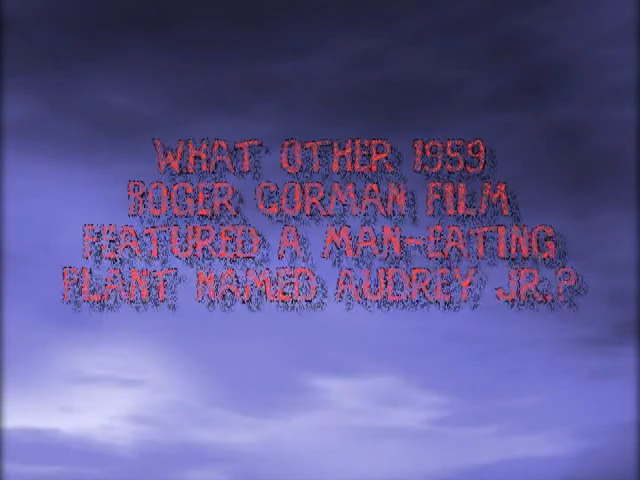 WHAT OTHER 1959
ROGER CORMAN FILM
FEATURED A MAN-EATING
PLANT NAMED AUDREY JR.?